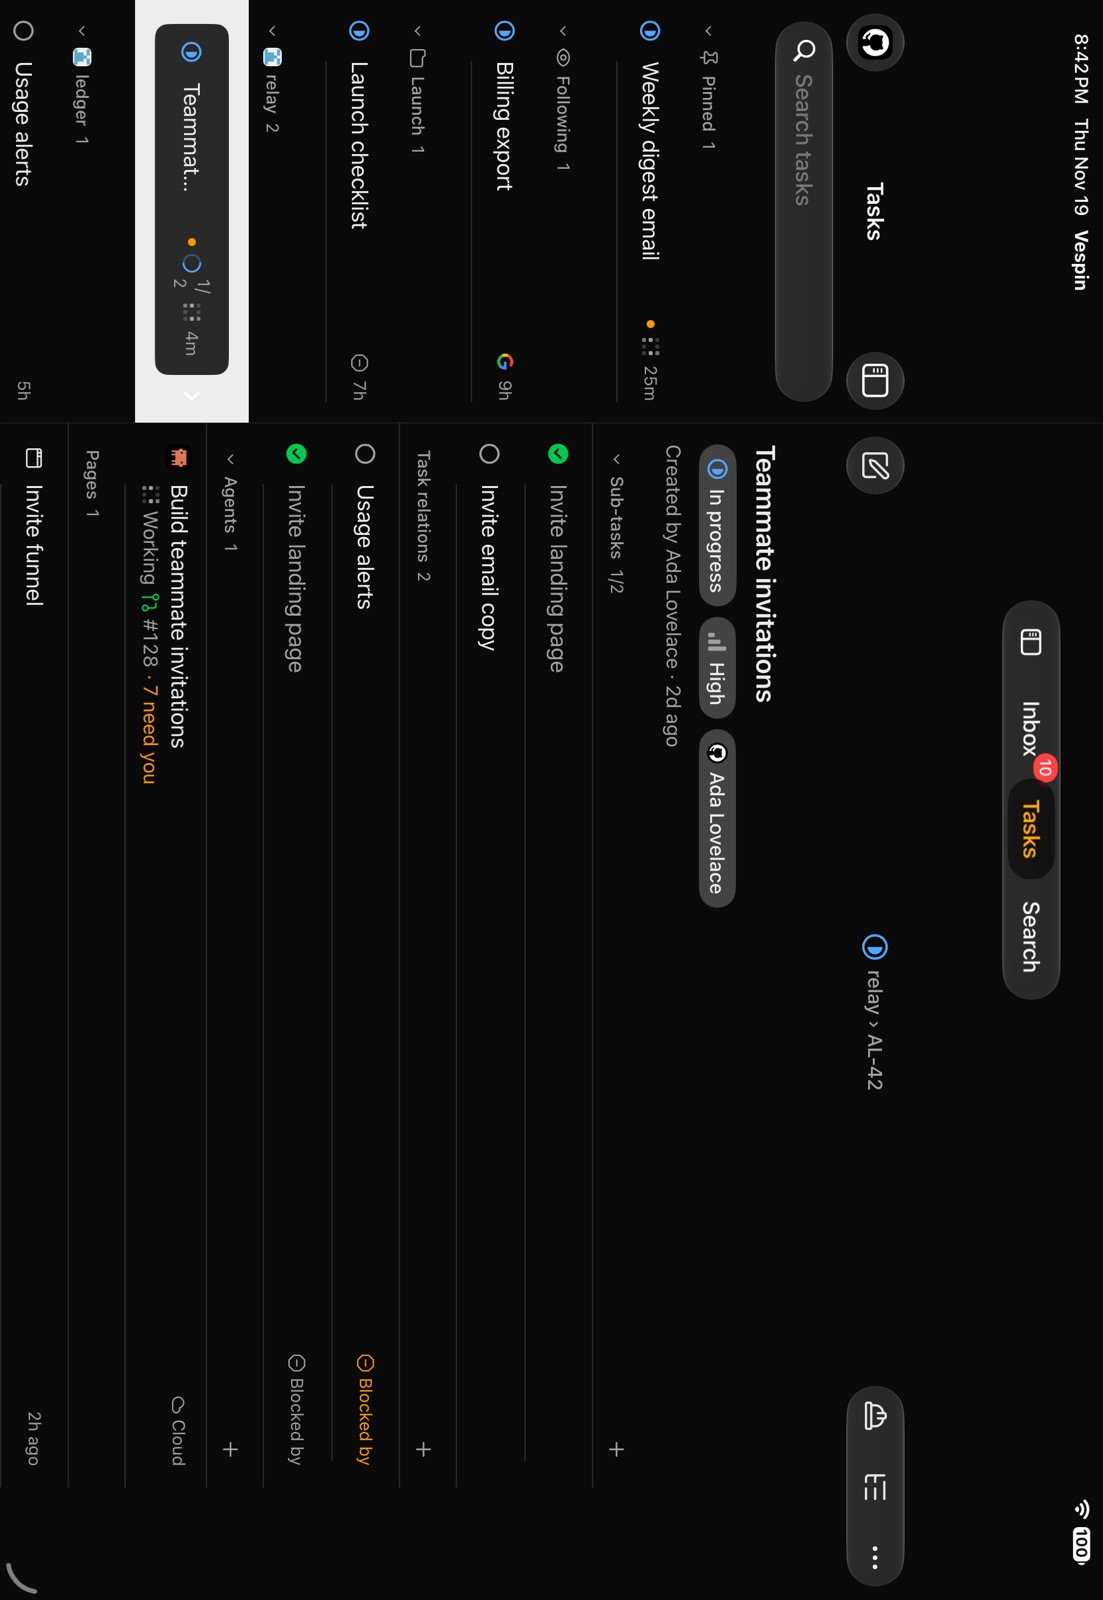 8:42 PM Thu Nov 19 Vespin
100
Inbox 10 Tasks Search
Tasks
relay › AL-42
Search tasks
Pinned 1
Weekly digest email 25m
Following 1
Billing export 9h
Launch 1
Launch checklist 7h
relay 2
Teammat... 1/
2
4m
ledger 1
Usage alerts 5h
Teammate invitations
In progress High Ada Lovelace
Created by Ada Lovelace · 2d ago
Sub-tasks 1/2
Invite landing page
Invite email copy
Task relations 2
Usage alerts Blocked by
Invite landing page Blocked by
Agents 1
Build teammate invitations Cloud
Working #128 · 7 need you
Pages 1
Invite funnel 2h ago